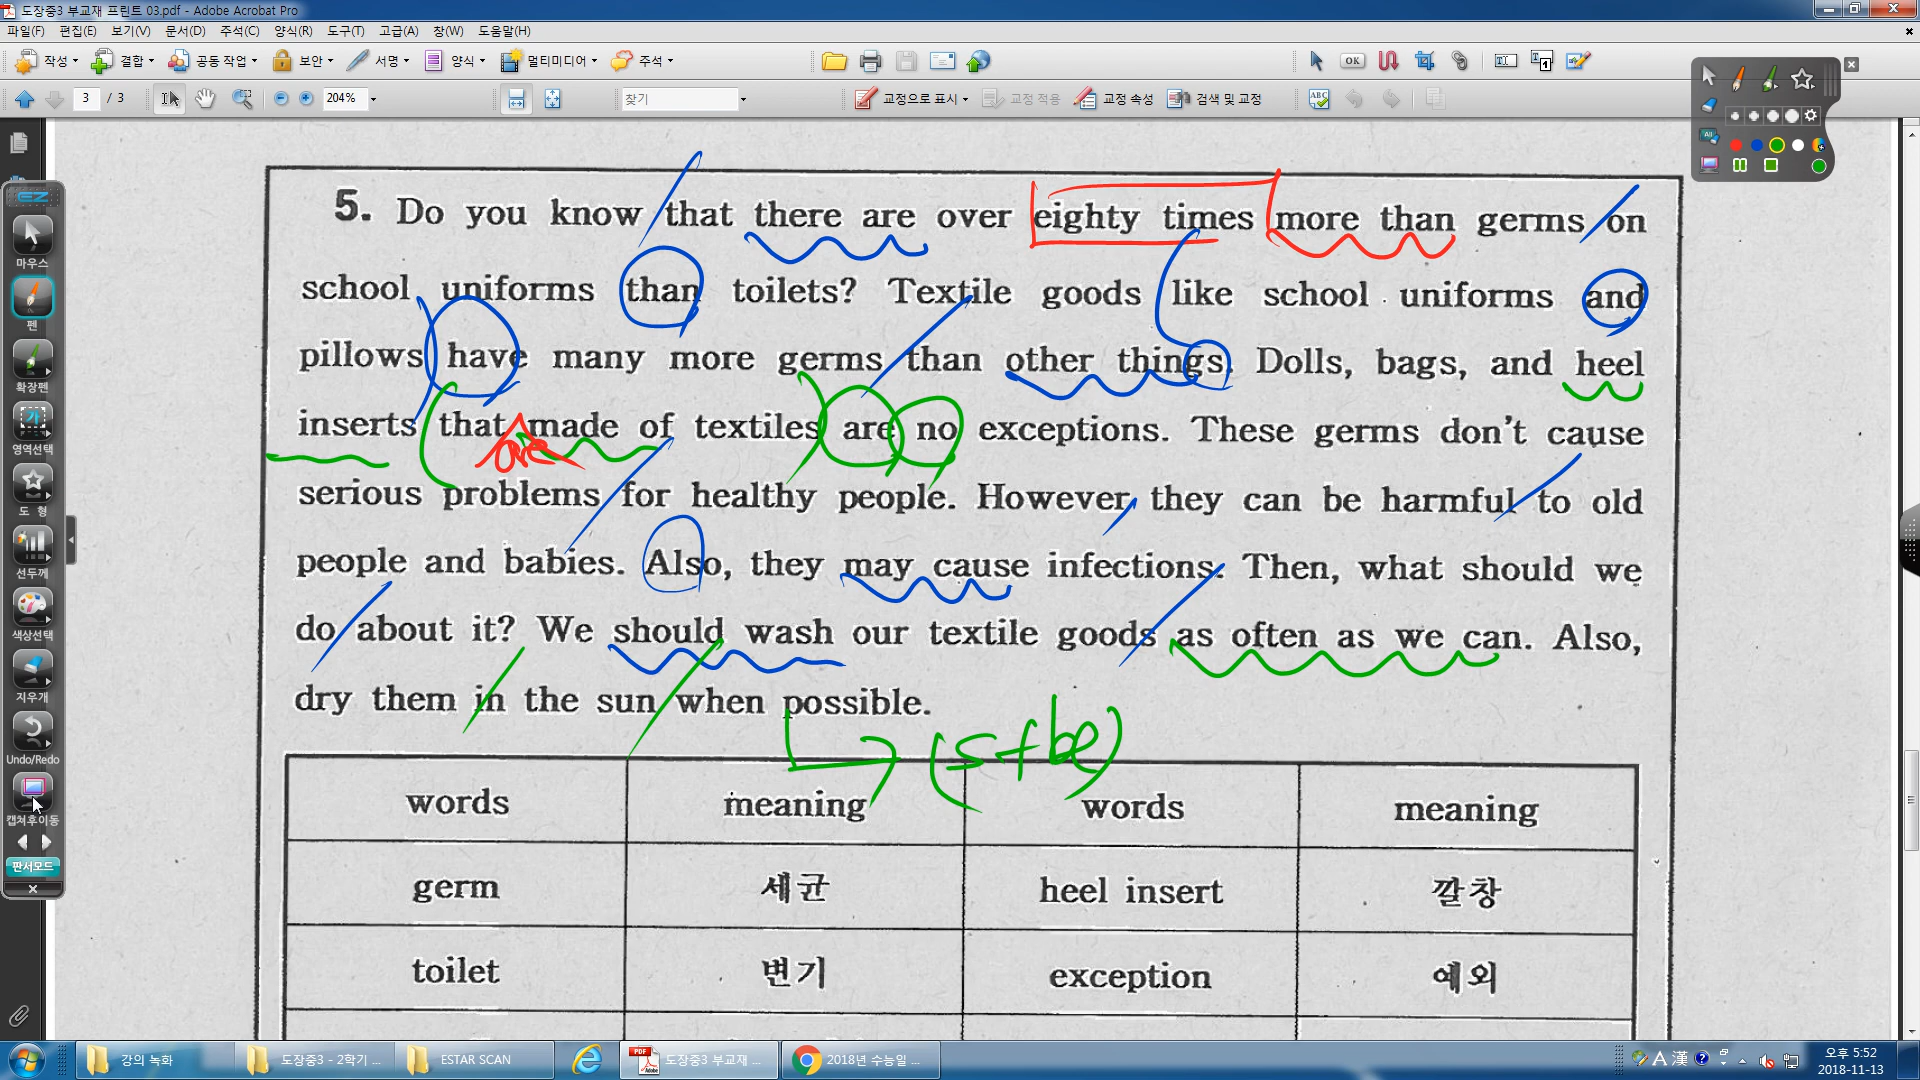 도장중3 부교재 프린트 03.pdf - Adobe Acrobat Pro
파일(F) 편집(E) 보기(V) 문서(D) 주석(C) 양식(R) 도구(T) 고급(A) 창(W) 도움말(H)
작성 결합 공동 작업 보안 서명 양식 멀티미디어 주석 OK
3 / 3 204% 찾기 교정으로 표시 교정 적용 교정 속성 검색 및 교정 ABC
5. Do you know that there are over eighty times more than germs on
school uniforms than toilets? Textile goods like school uniforms and
pillows have many more germs than other things. Dolls, bags, and heel
inserts that made of textiles are no exceptions. These germs don't cause
are
serious problems for healthy people. However, they can be harmful to old
people and babies. Also, they may cause infections. Then, what should we
do about it? We should wash our textile goods as often as we can. Also,
dry them in the sun when possible.
(s+be)
words meaning words meaning
germ 세균 heel insert 깔창
toilet 변기 exception 예외
EZ
마우스
펜
확장펜
영역선택
도 형
선두께
색상선택
지우개
Undo/Redo
캡쳐후이동
판서모드
강의 녹화
도장중3 - 2학기 ...
ESTAR SCAN
도장중3 부교재 ...
2018년 수능일 ...
A 漢
오후 5:52
2018-11-13